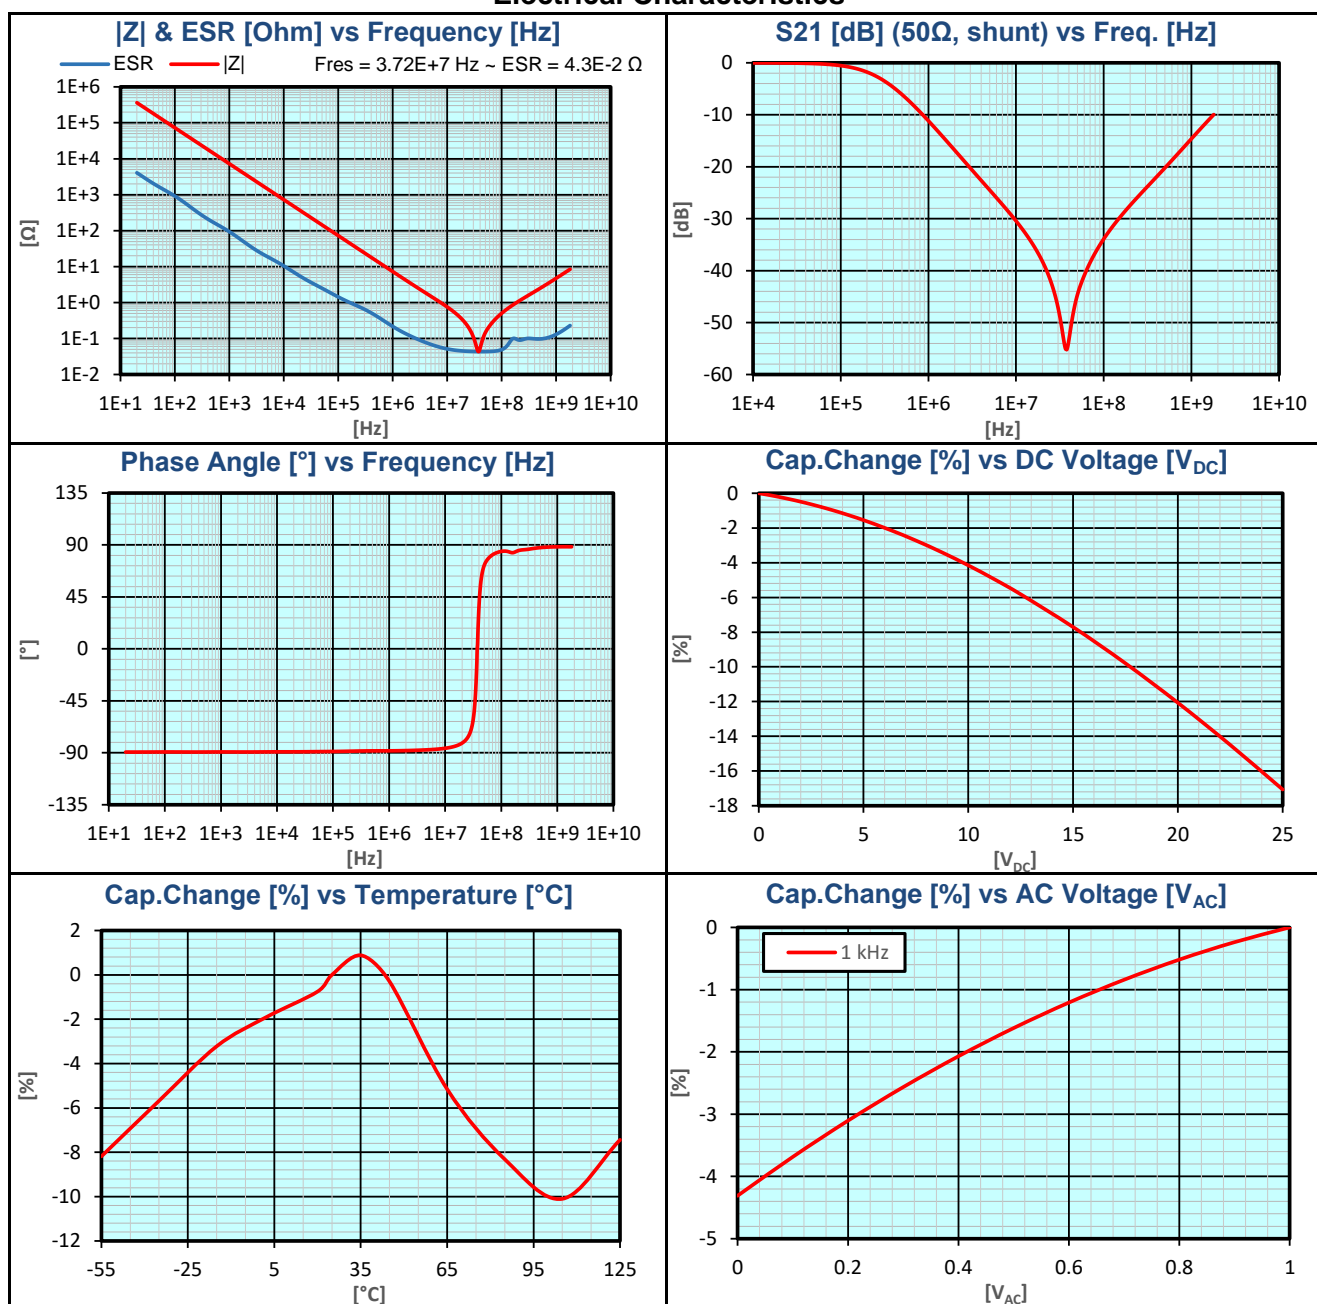 Electrical Characteristics
|Z| & ESR [Ohm] vs Frequency [Hz]
ESR |Z| Fres = 3.72E+7 Hz ~ ESR = 4.3E-2 Ω
1E+6
1E+5
1E+4
1E+3
1E+2
1E+1
1E+0
1E-1
1E-2
[Ω]
1E+1 1E+2 1E+3 1E+4 1E+5 1E+6 1E+7 1E+8 1E+9 1E+10
[Hz]
S21 [dB] (50Ω, shunt) vs Freq. [Hz]
0
-10
-20
-30
-40
-50
-60
[dB]
1E+4 1E+5 1E+6 1E+7 1E+8 1E+9 1E+10
[Hz]
Phase Angle [°] vs Frequency [Hz]
135
90
45
0
-45
-90
-135
[°]
1E+1 1E+2 1E+3 1E+4 1E+5 1E+6 1E+7 1E+8 1E+9 1E+10
[Hz]
Cap.Change [%] vs DC Voltage [VDC]
0
-2
-4
-6
-8
-10
-12
-14
-16
-18
[%]
0 5 10 15 20 25
[VDC]
Cap.Change [%] vs Temperature [°C]
2
0
-2
-4
-6
-8
-10
-12
[%]
-55 -25 5 35 65 95 125
[°C]
Cap.Change [%] vs AC Voltage [VAC]
1 kHz
0
-1
-2
-3
-4
-5
[%]
0 0.2 0.4 0.6 0.8 1
[VAC]